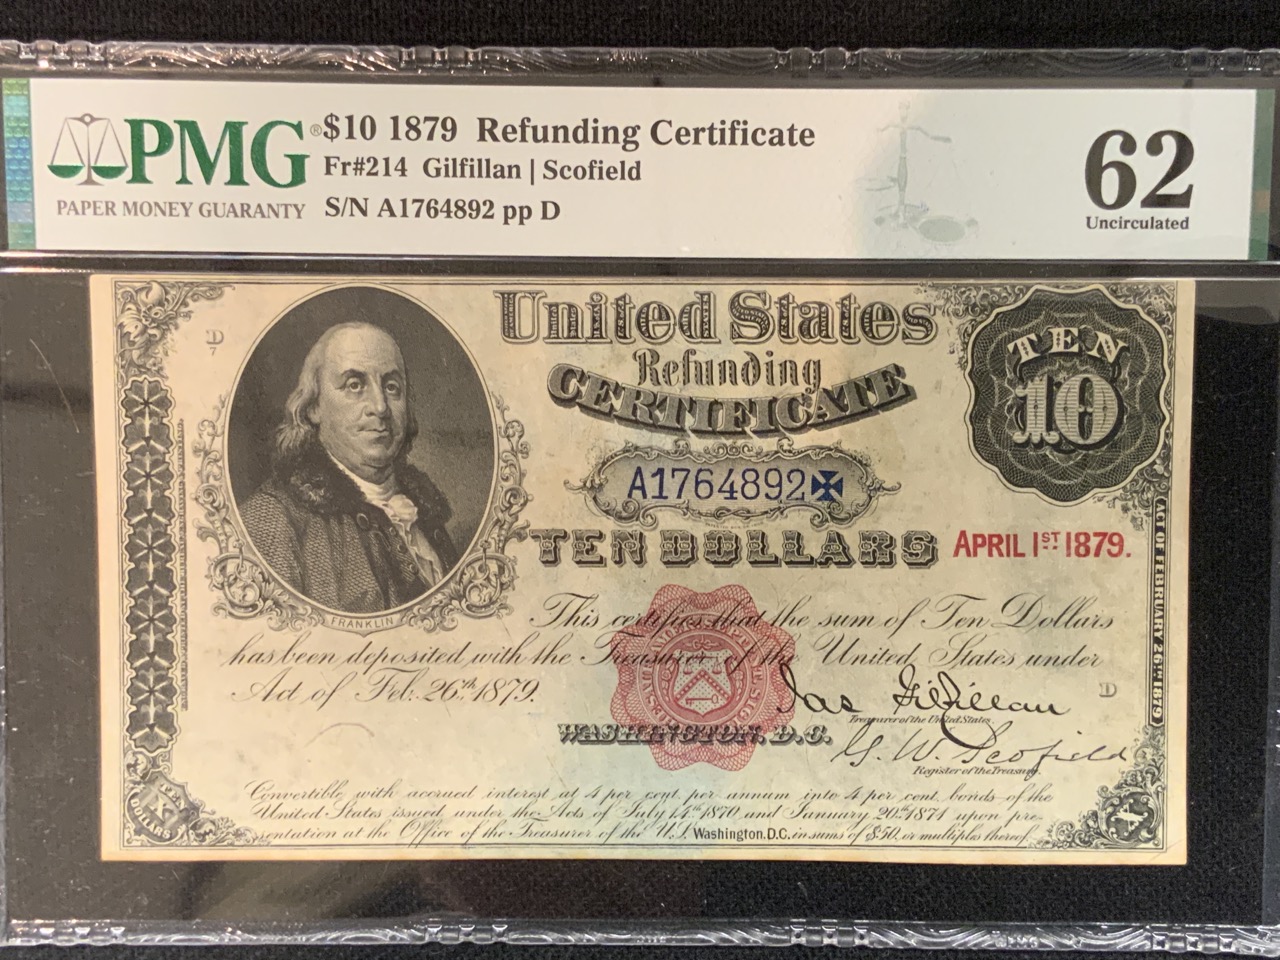 PMG®
PAPER MONEY GUARANTY
$10 1879 Refunding Certificate
Fr#214 Gilfillan | Scofield
S/N A1764892 pp D
62
Uncirculated
D
7
United States
Refunding
CERTIFICATE
TEN
10
A1764892
TEN DOLLARS
APRIL 1ST 1879.
FRANKLIN
This certifies that the sum of Ten Dollars
has been deposited with the Treasurer of the United States under
Act of Feb. 26th 1879.
D
Jas Gilfillan
Treasurer of the United States.
WASHINGTON, D.C.
G. W. Scofield
Register of the Treasury.
ACT OF FEBRUARY 26TH 1879
Convertible with accrued interest at 4 per cent. per annum into 4 per cent. bonds of the
United States issued under the Acts of July 14th 1870 and January 20th 1871 upon pre-
sentation at the Office of the Treasurer of the U.S. Washington, D.C. in sums of $50, or multiples thereof.
TEN
X
DOLLARS
X